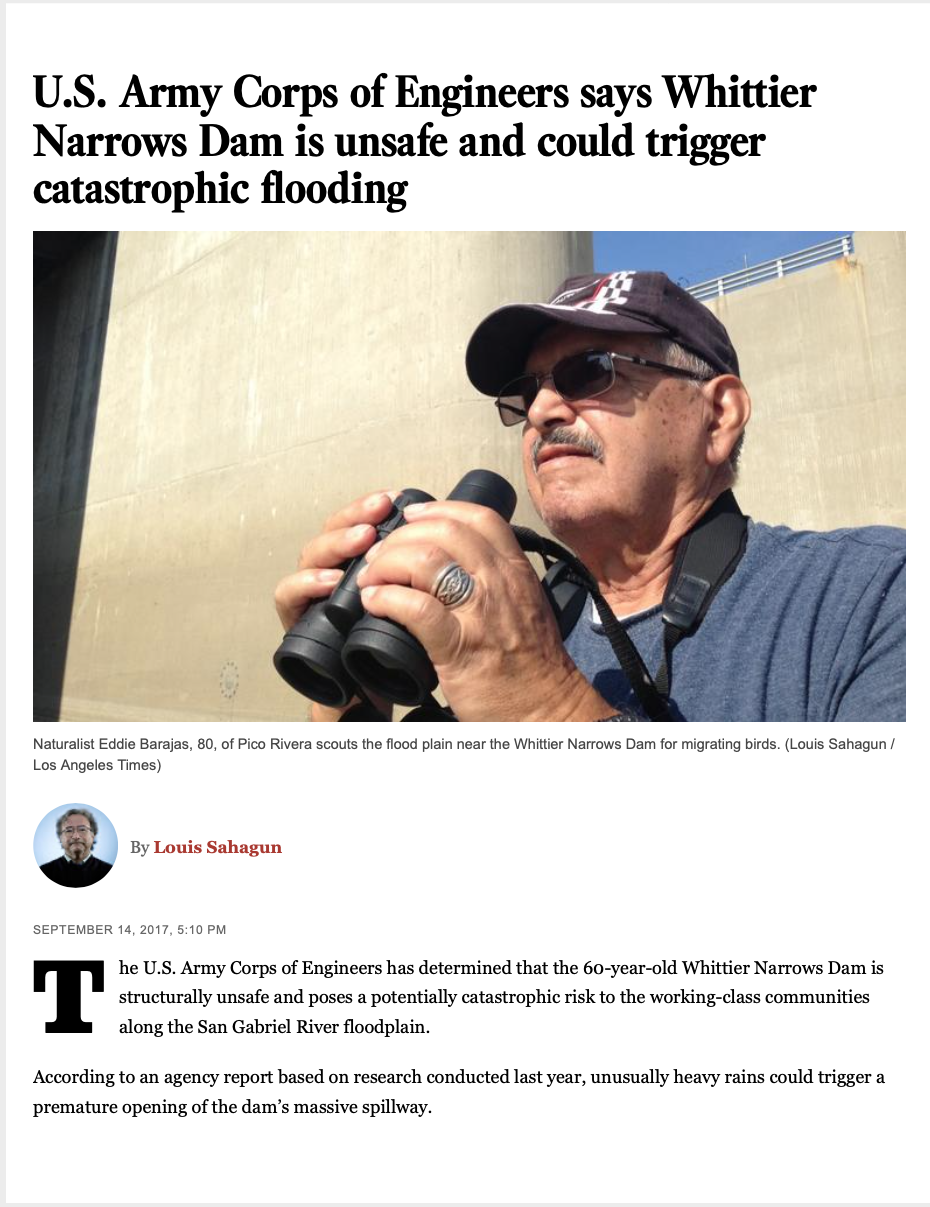 U.S. Army Corps of Engineers says Whittier
Narrows Dam is unsafe and could trigger
catastrophic flooding
Naturalist Eddie Barajas, 80, of Pico Rivera scouts the flood plain near the Whittier Narrows Dam for migrating birds. (Louis Sahagun /
Los Angeles Times)
By Louis Sahagun
SEPTEMBER 14, 2017, 5:10 PM
The U.S. Army Corps of Engineers has determined that the 60-year-old Whittier Narrows Dam is
structurally unsafe and poses a potentially catastrophic risk to the working-class communities
along the San Gabriel River floodplain.
According to an agency report based on research conducted last year, unusually heavy rains could trigger a
premature opening of the dam’s massive spillway.